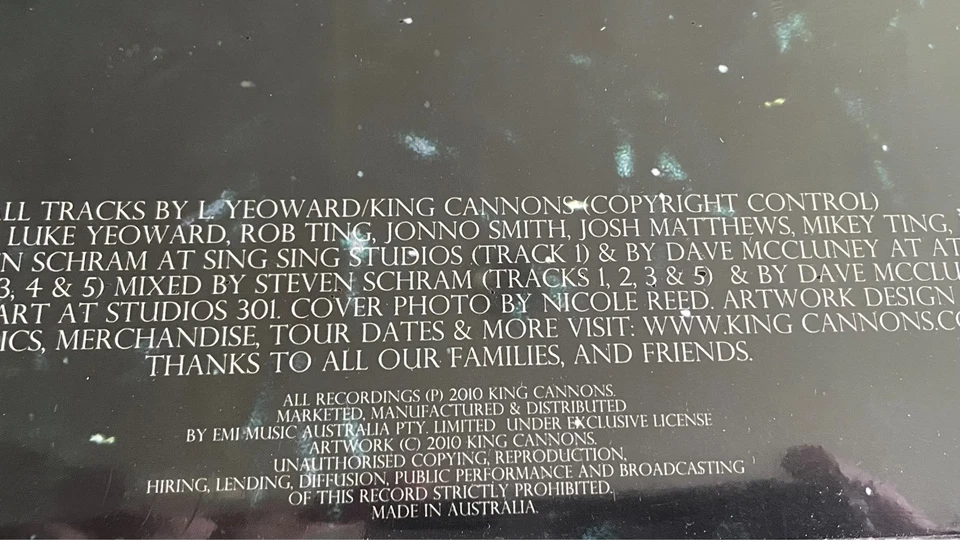 ALL TRACKS BY L. YEOWARD/KING CANNONS (COPYRIGHT CONTROL)
LUKE YEOWARD, ROB TING, JONNO SMITH, JOSH MATTHEWS, MIKEY TING,
EN SCHRAM AT SING SING STUDIOS (TRACK 1) & BY DAVE MCCLUNEY AT AT
3, 4 & 5) MIXED BY STEVEN SCHRAM (TRACKS 1, 2, 3 & 5) & BY DAVE MCCLU
ART AT STUDIOS 301. COVER PHOTO BY NICOLE REED. ARTWORK DESIGN
ICS, MERCHANDISE, TOUR DATES & MORE VISIT: WWW.KING CANNONS.CO
THANKS TO ALL OUR FAMILIES, AND FRIENDS.
ALL RECORDINGS (P) 2010 KING CANNONS.
MARKETED, MANUFACTURED & DISTRIBUTED
BY EMI MUSIC AUSTRALIA PTY. LIMITED UNDER EXCLUSIVE LICENSE
ARTWORK (C) 2010 KING CANNONS.
UNAUTHORISED COPYING, REPRODUCTION,
HIRING, LENDING, DIFFUSION, PUBLIC PERFORMANCE AND BROADCASTING
OF THIS RECORD STRICTLY PROHIBITED.
MADE IN AUSTRALIA.